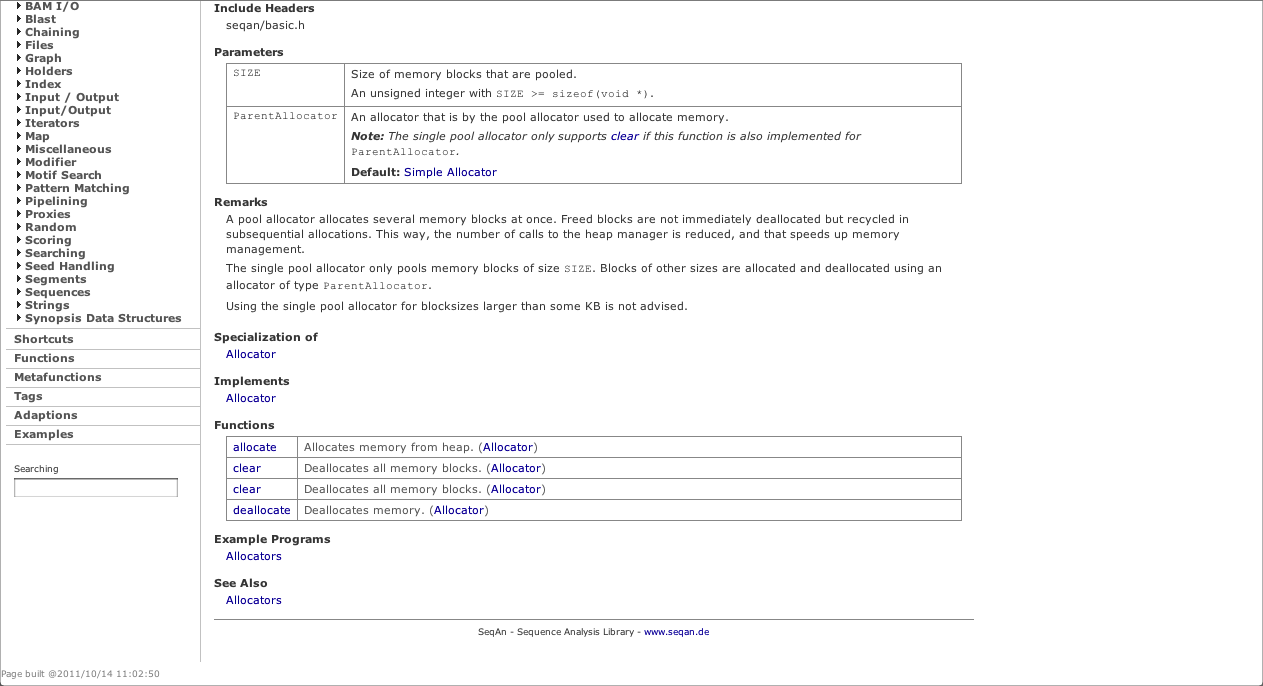 BAM I/O
Blast
Chaining
Files
Graph
Holders
Index
Input / Output
Input/Output
Iterators
Map
Miscellaneous
Modifier
Motif Search
Pattern Matching
Pipelining
Proxies
Random
Scoring
Searching
Seed Handling
Segments
Sequences
Strings
Synopsis Data Structures
Shortcuts
Functions
Metafunctions
Tags
Adaptions
Examples
Searching
Include Headers
seqan/basic.h
Parameters
SIZE
Size of memory blocks that are pooled.
An unsigned integer with SIZE >= sizeof(void *).
ParentAllocator
An allocator that is by the pool allocator used to allocate memory.
Note: The single pool allocator only supports clear if this function is also implemented for
ParentAllocator.
Default: Simple Allocator
Remarks
A pool allocator allocates several memory blocks at once. Freed blocks are not immediately deallocated but recycled in
subsequential allocations. This way, the number of calls to the heap manager is reduced, and that speeds up memory
management.
The single pool allocator only pools memory blocks of size SIZE. Blocks of other sizes are allocated and deallocated using an
allocator of type ParentAllocator.
Using the single pool allocator for blocksizes larger than some KB is not advised.
Specialization of
Allocator
Implements
Allocator
Functions
allocate Allocates memory from heap. (Allocator)
clear Deallocates all memory blocks. (Allocator)
clear Deallocates all memory blocks. (Allocator)
deallocate Deallocates memory. (Allocator)
Example Programs
Allocators
See Also
Allocators
SeqAn - Sequence Analysis Library - www.seqan.de
Page built @2011/10/14 11:02:50